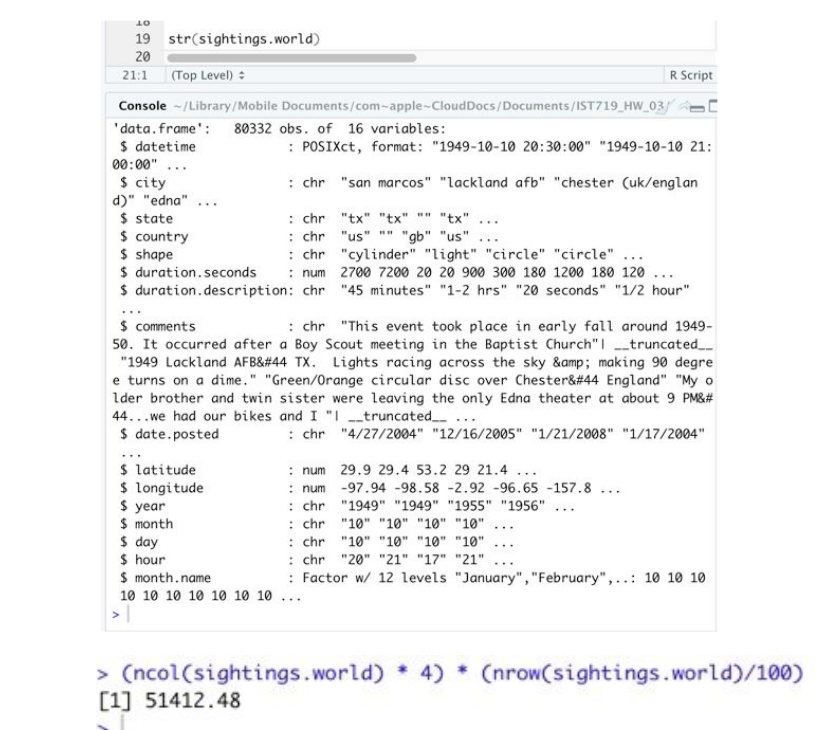 18
19 str(sightings.world)
20
21:1 (Top Level) R Script
Console ~/Library/Mobile Documents/com~apple~CloudDocs/Documents/IST719_HW_03/
'data.frame': 80332 obs. of 16 variables:
$ datetime : POSIXct, format: "1949-10-10 20:30:00" "1949-10-10 21:
00:00" ...
$ city : chr "san marcos" "lackland afb" "chester (uk/englan
d)" "edna" ...
$ state : chr "tx" "tx" "" "tx" ...
$ country : chr "us" "" "gb" "us" ...
$ shape : chr "cylinder" "light" "circle" "circle" ...
$ duration.seconds : num 2700 7200 20 20 900 300 180 1200 180 120 ...
$ duration.description: chr "45 minutes" "1-2 hrs" "20 seconds" "1/2 hour"
...
$ comments : chr "This event took place in early fall around 1949-
50. It occurred after a Boy Scout meeting in the Baptist Church"| __truncated__
"1949 Lackland AFB&#44 TX. Lights racing across the sky &amp; making 90 degre
e turns on a dime." "Green/Orange circular disc over Chester&#44 England" "My o
lder brother and twin sister were leaving the only Edna theater at about 9 PM&#
44...we had our bikes and I "| __truncated__ ...
$ date.posted : chr "4/27/2004" "12/16/2005" "1/21/2008" "1/17/2004"
...
$ latitude : num 29.9 29.4 53.2 29 21.4 ...
$ longitude : num -97.94 -98.58 -2.92 -96.65 -157.8 ...
$ year : chr "1949" "1949" "1955" "1956" ...
$ month : chr "10" "10" "10" "10" ...
$ day : chr "10" "10" "10" "10" ...
$ hour : chr "20" "21" "17" "21" ...
$ month.name : Factor w/ 12 levels "January","February",..: 10 10 10
10 10 10 10 10 10 10 ...
>
> (ncol(sightings.world) * 4) * (nrow(sightings.world)/100)
[1] 51412.48
>